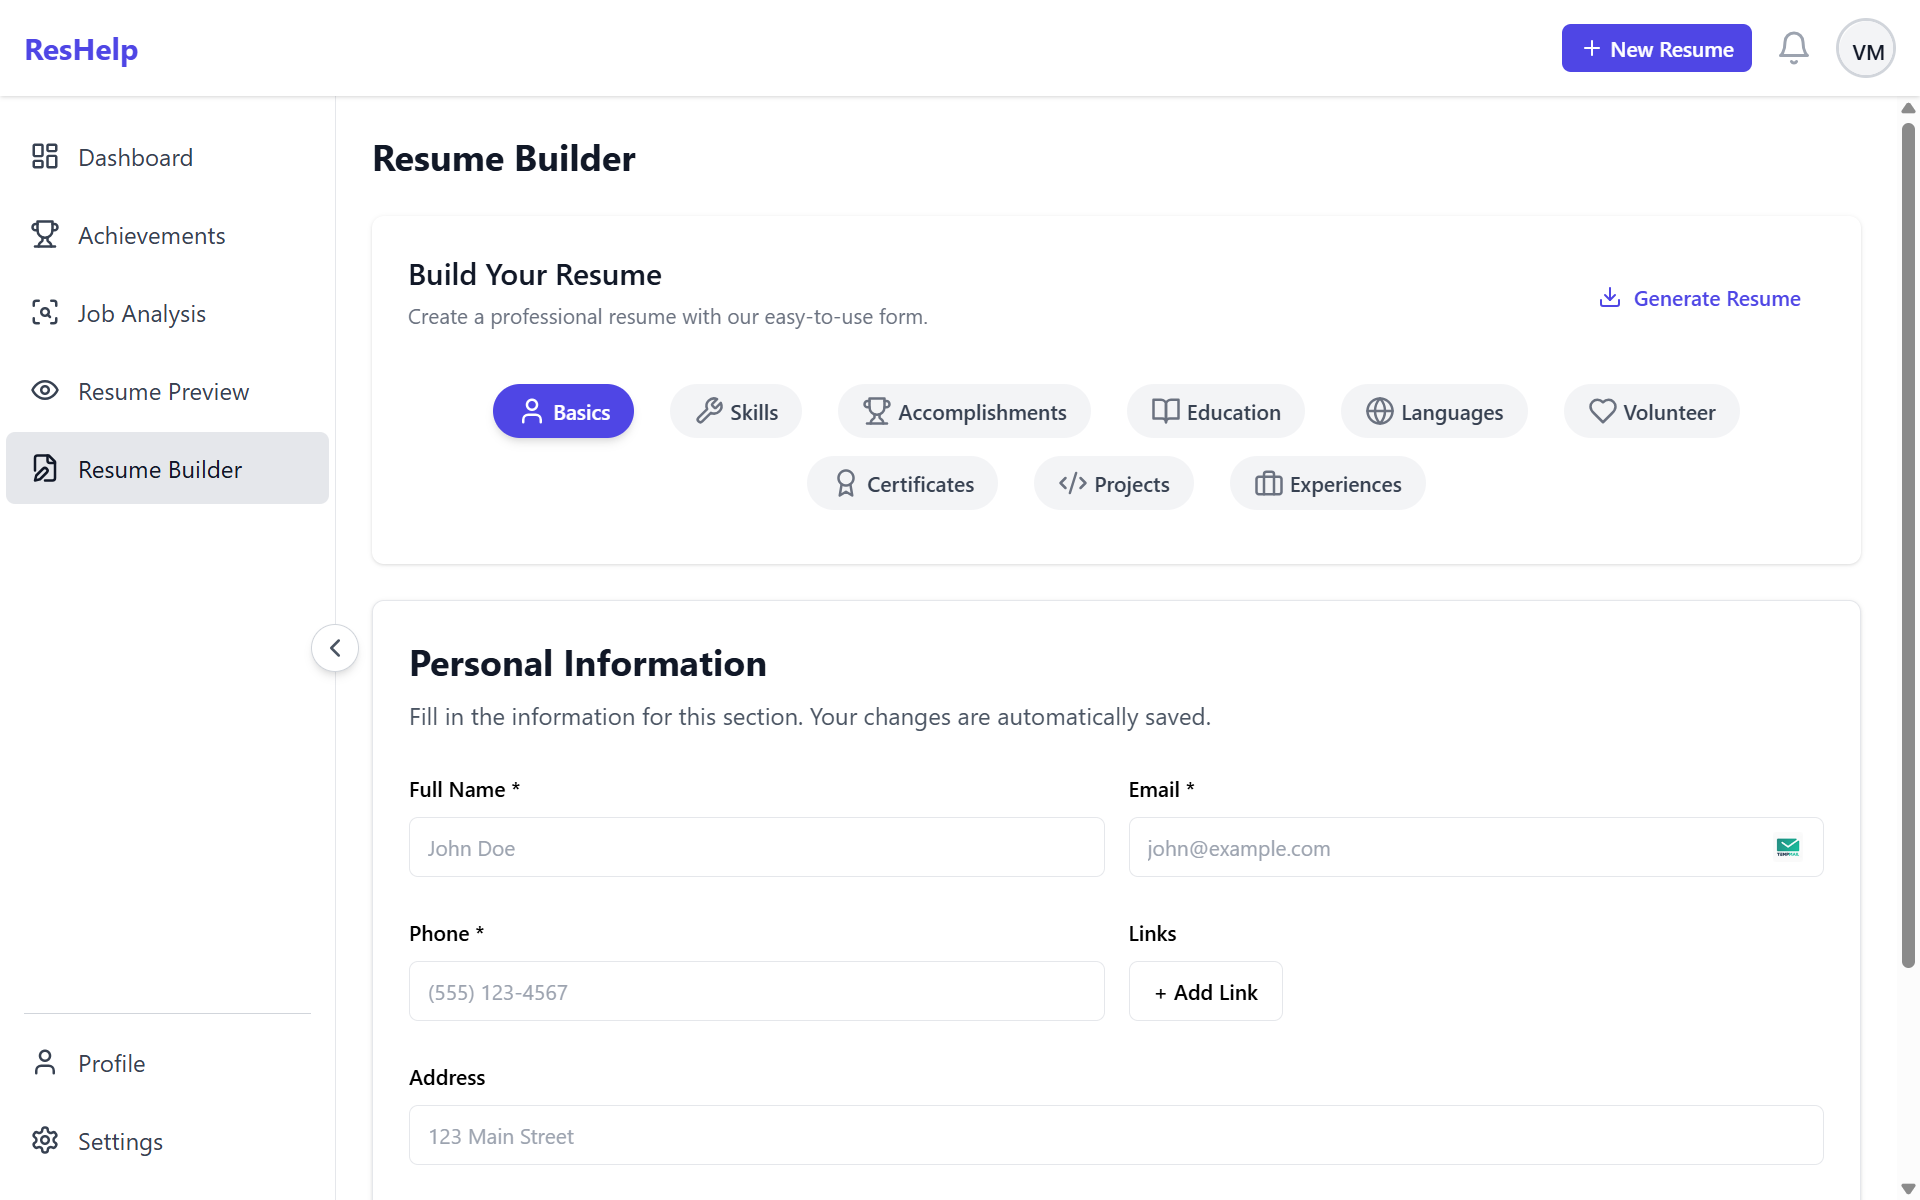 ResHelp
+ New Resume
VM
Dashboard
Achievements
Job Analysis
Resume Preview
Resume Builder
Profile
Settings
Resume Builder
Build Your Resume
Create a professional resume with our easy-to-use form.
Generate Resume
Basics
Skills
Accomplishments
Education
Languages
Volunteer
Certificates
Projects
Experiences
Personal Information
Fill in the information for this section. Your changes are automatically saved.
Full Name *
John Doe
Email *
john@example.com
TEMPMAIL
Phone *
(555) 123-4567
Links
+ Add Link
Address
123 Main Street